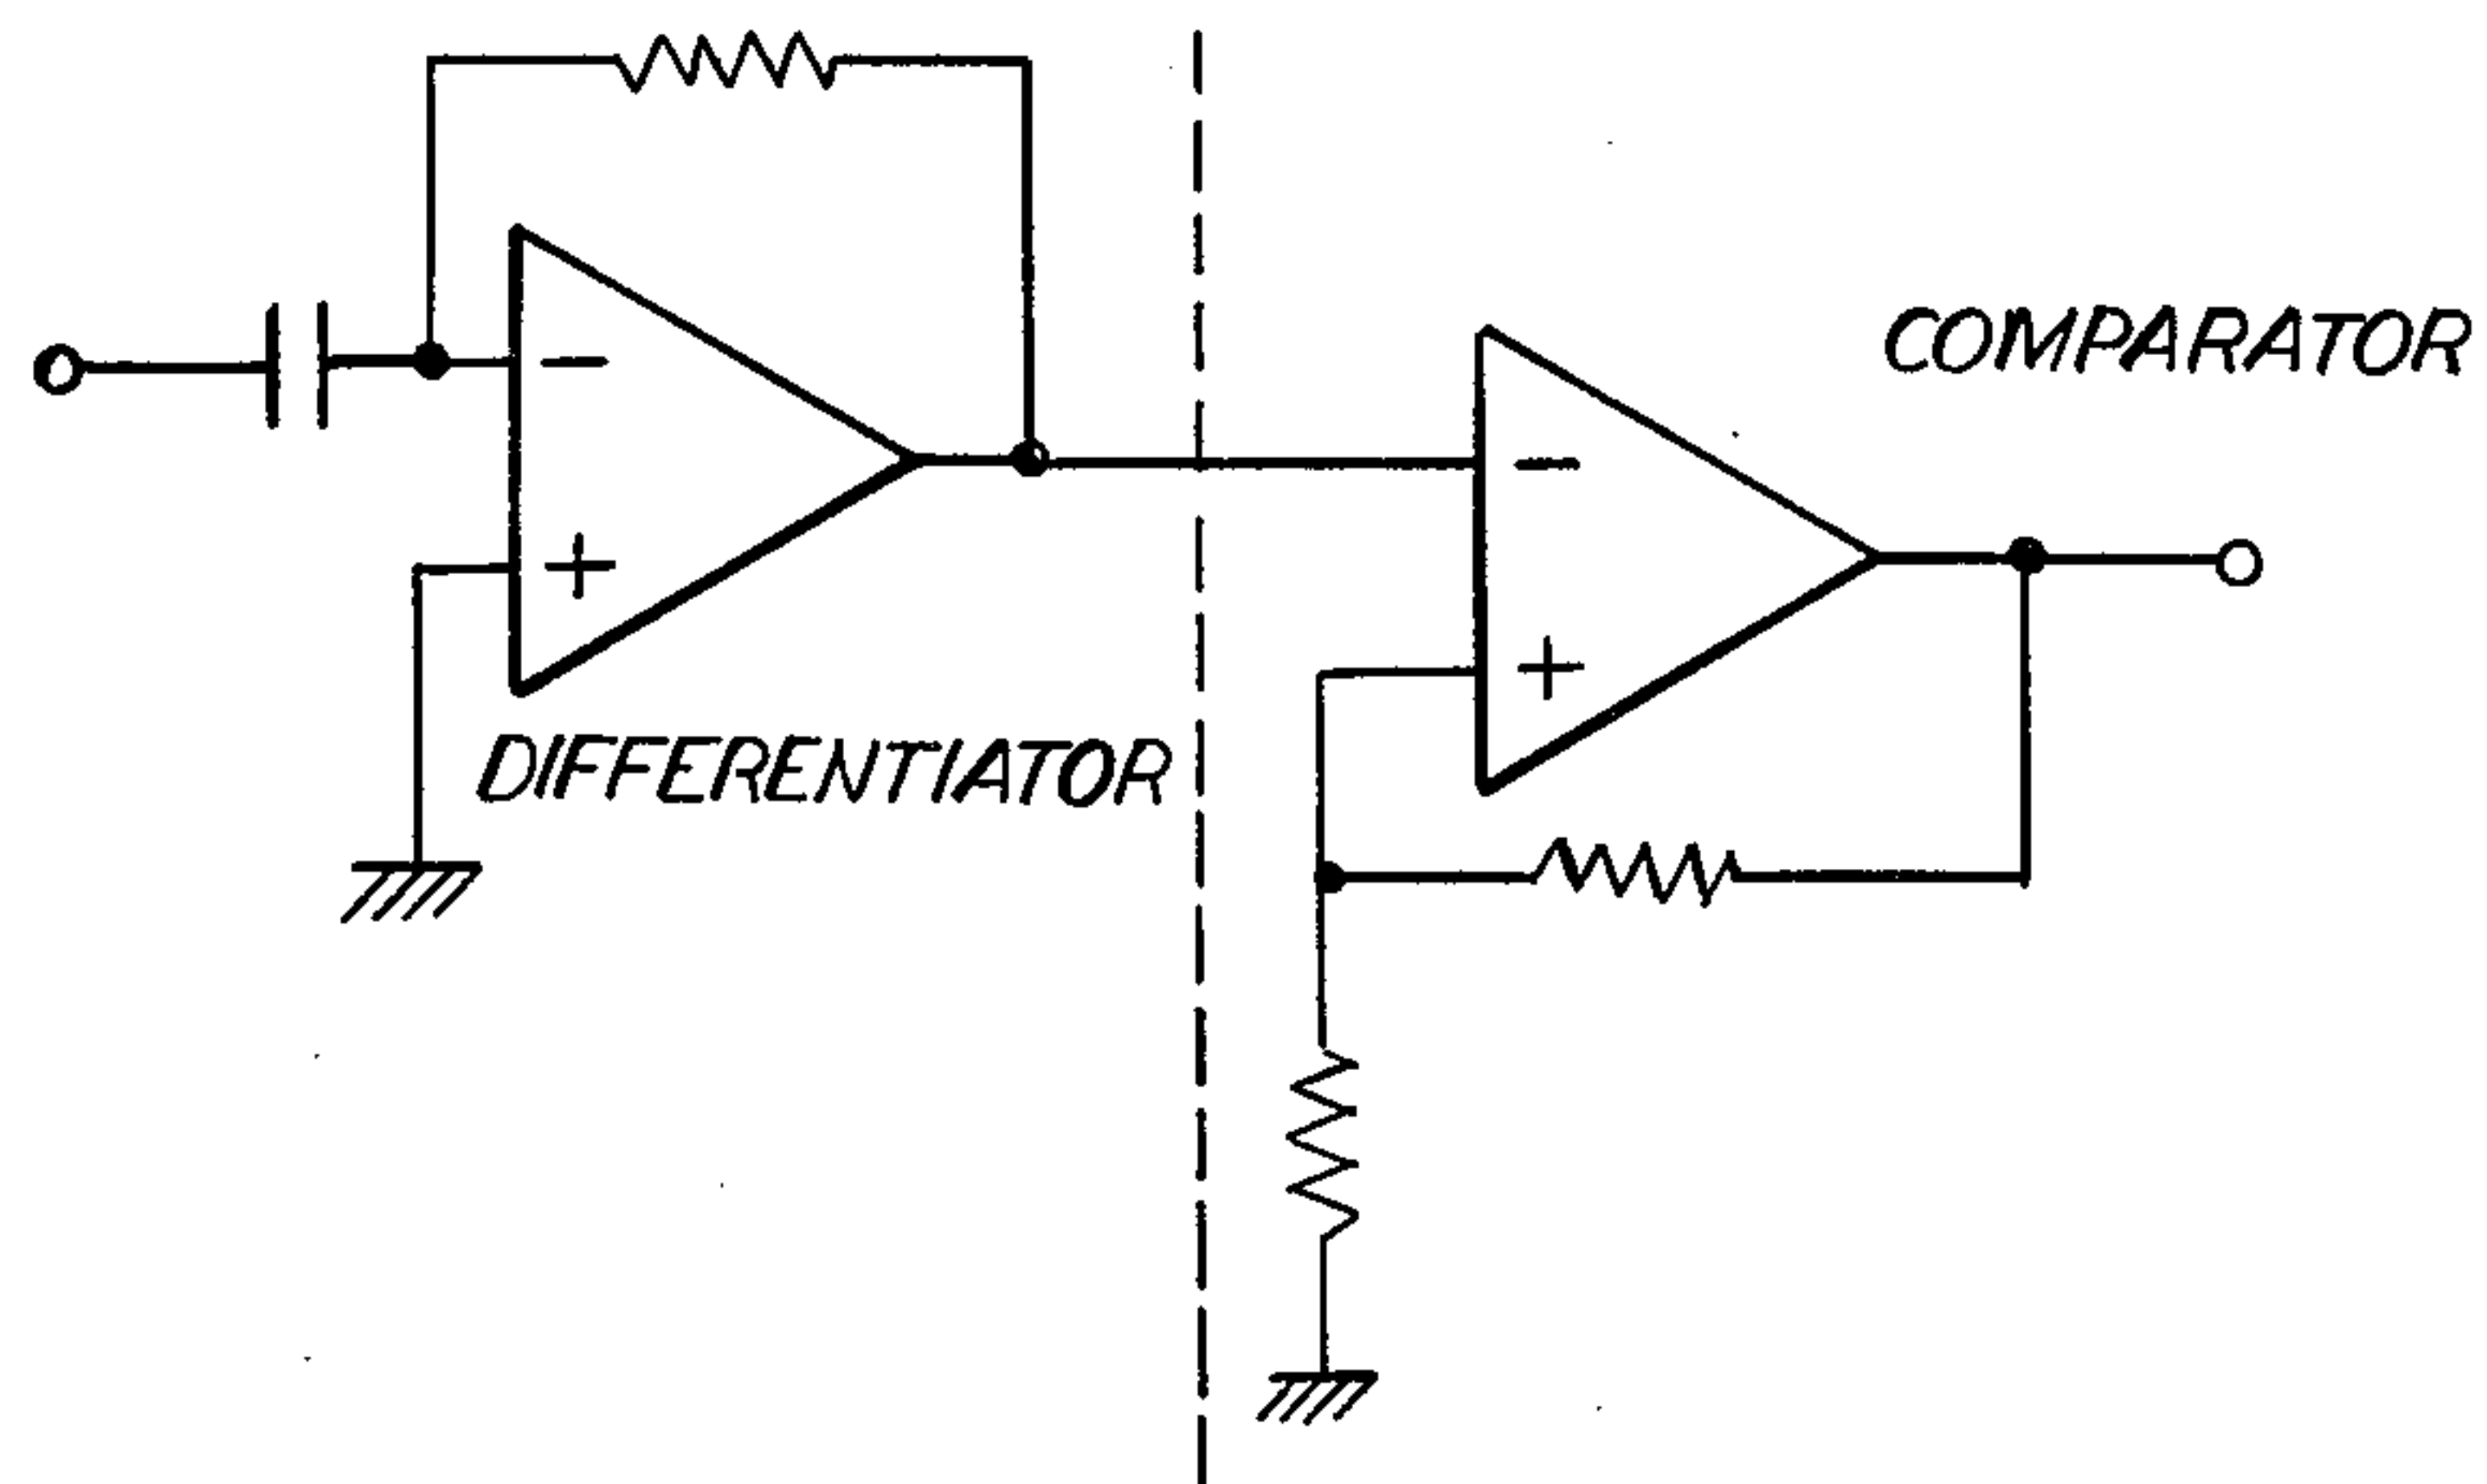 COMPARATOR
−
−
+
+
DIFFERENTIATOR